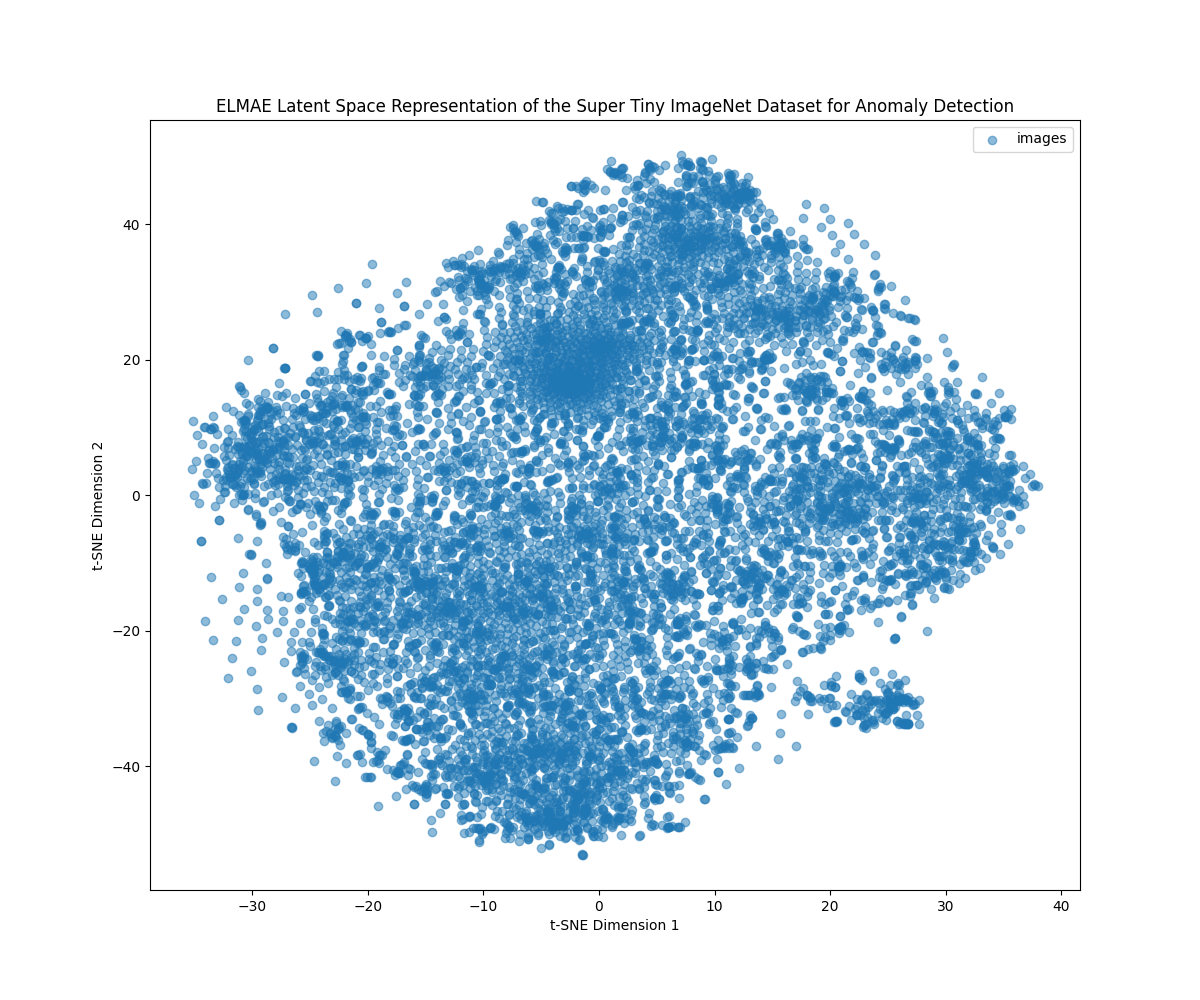 ELMAE Latent Space Representation of the Super Tiny ImageNet Dataset for Anomaly Detection
images
40
20
0
−20
−40
t-SNE Dimension 2
−30 −20 −10 0 10 20 30 40
t-SNE Dimension 1